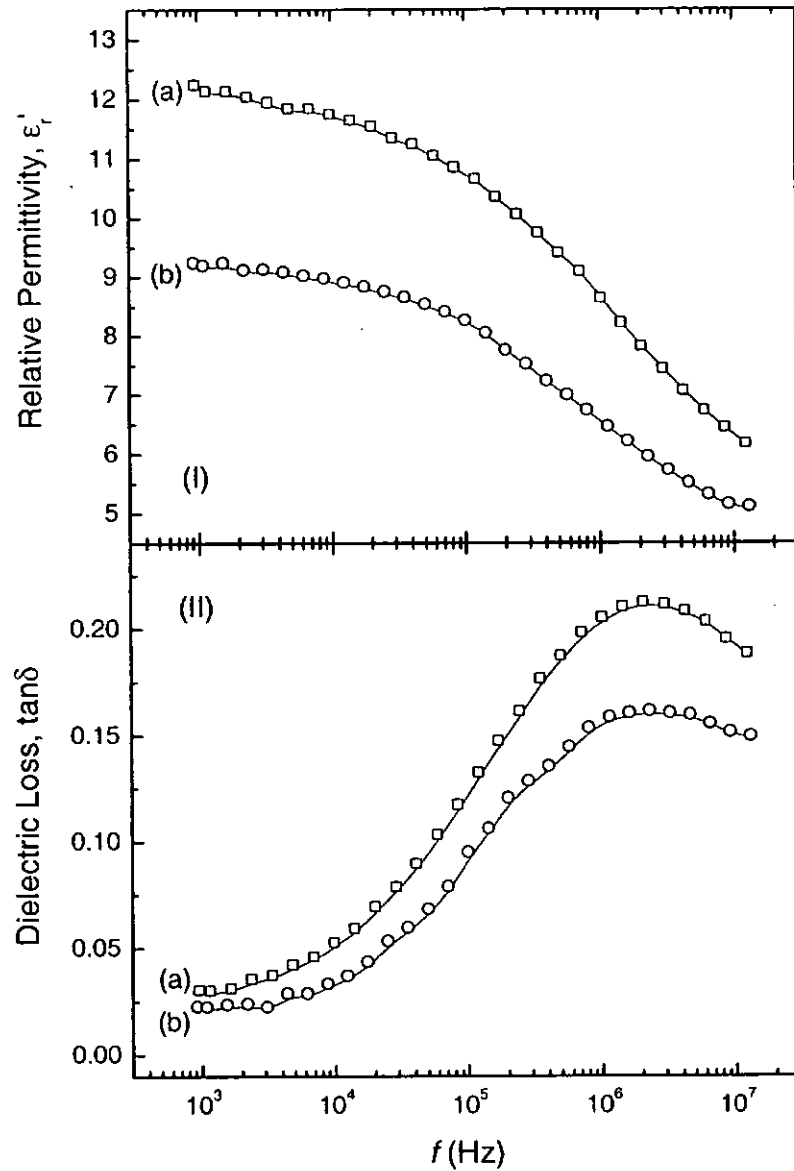 13
12
11
10
9
8
7
6
5
Relative Permittivity, εr'
(a)
(b)
(I)
(II)
0.20
0.15
0.10
0.05
0.00
Dielectric Loss, tanδ
(a)
(b)
10³ 10⁴ 10⁵ 10⁶ 10⁷
f (Hz)